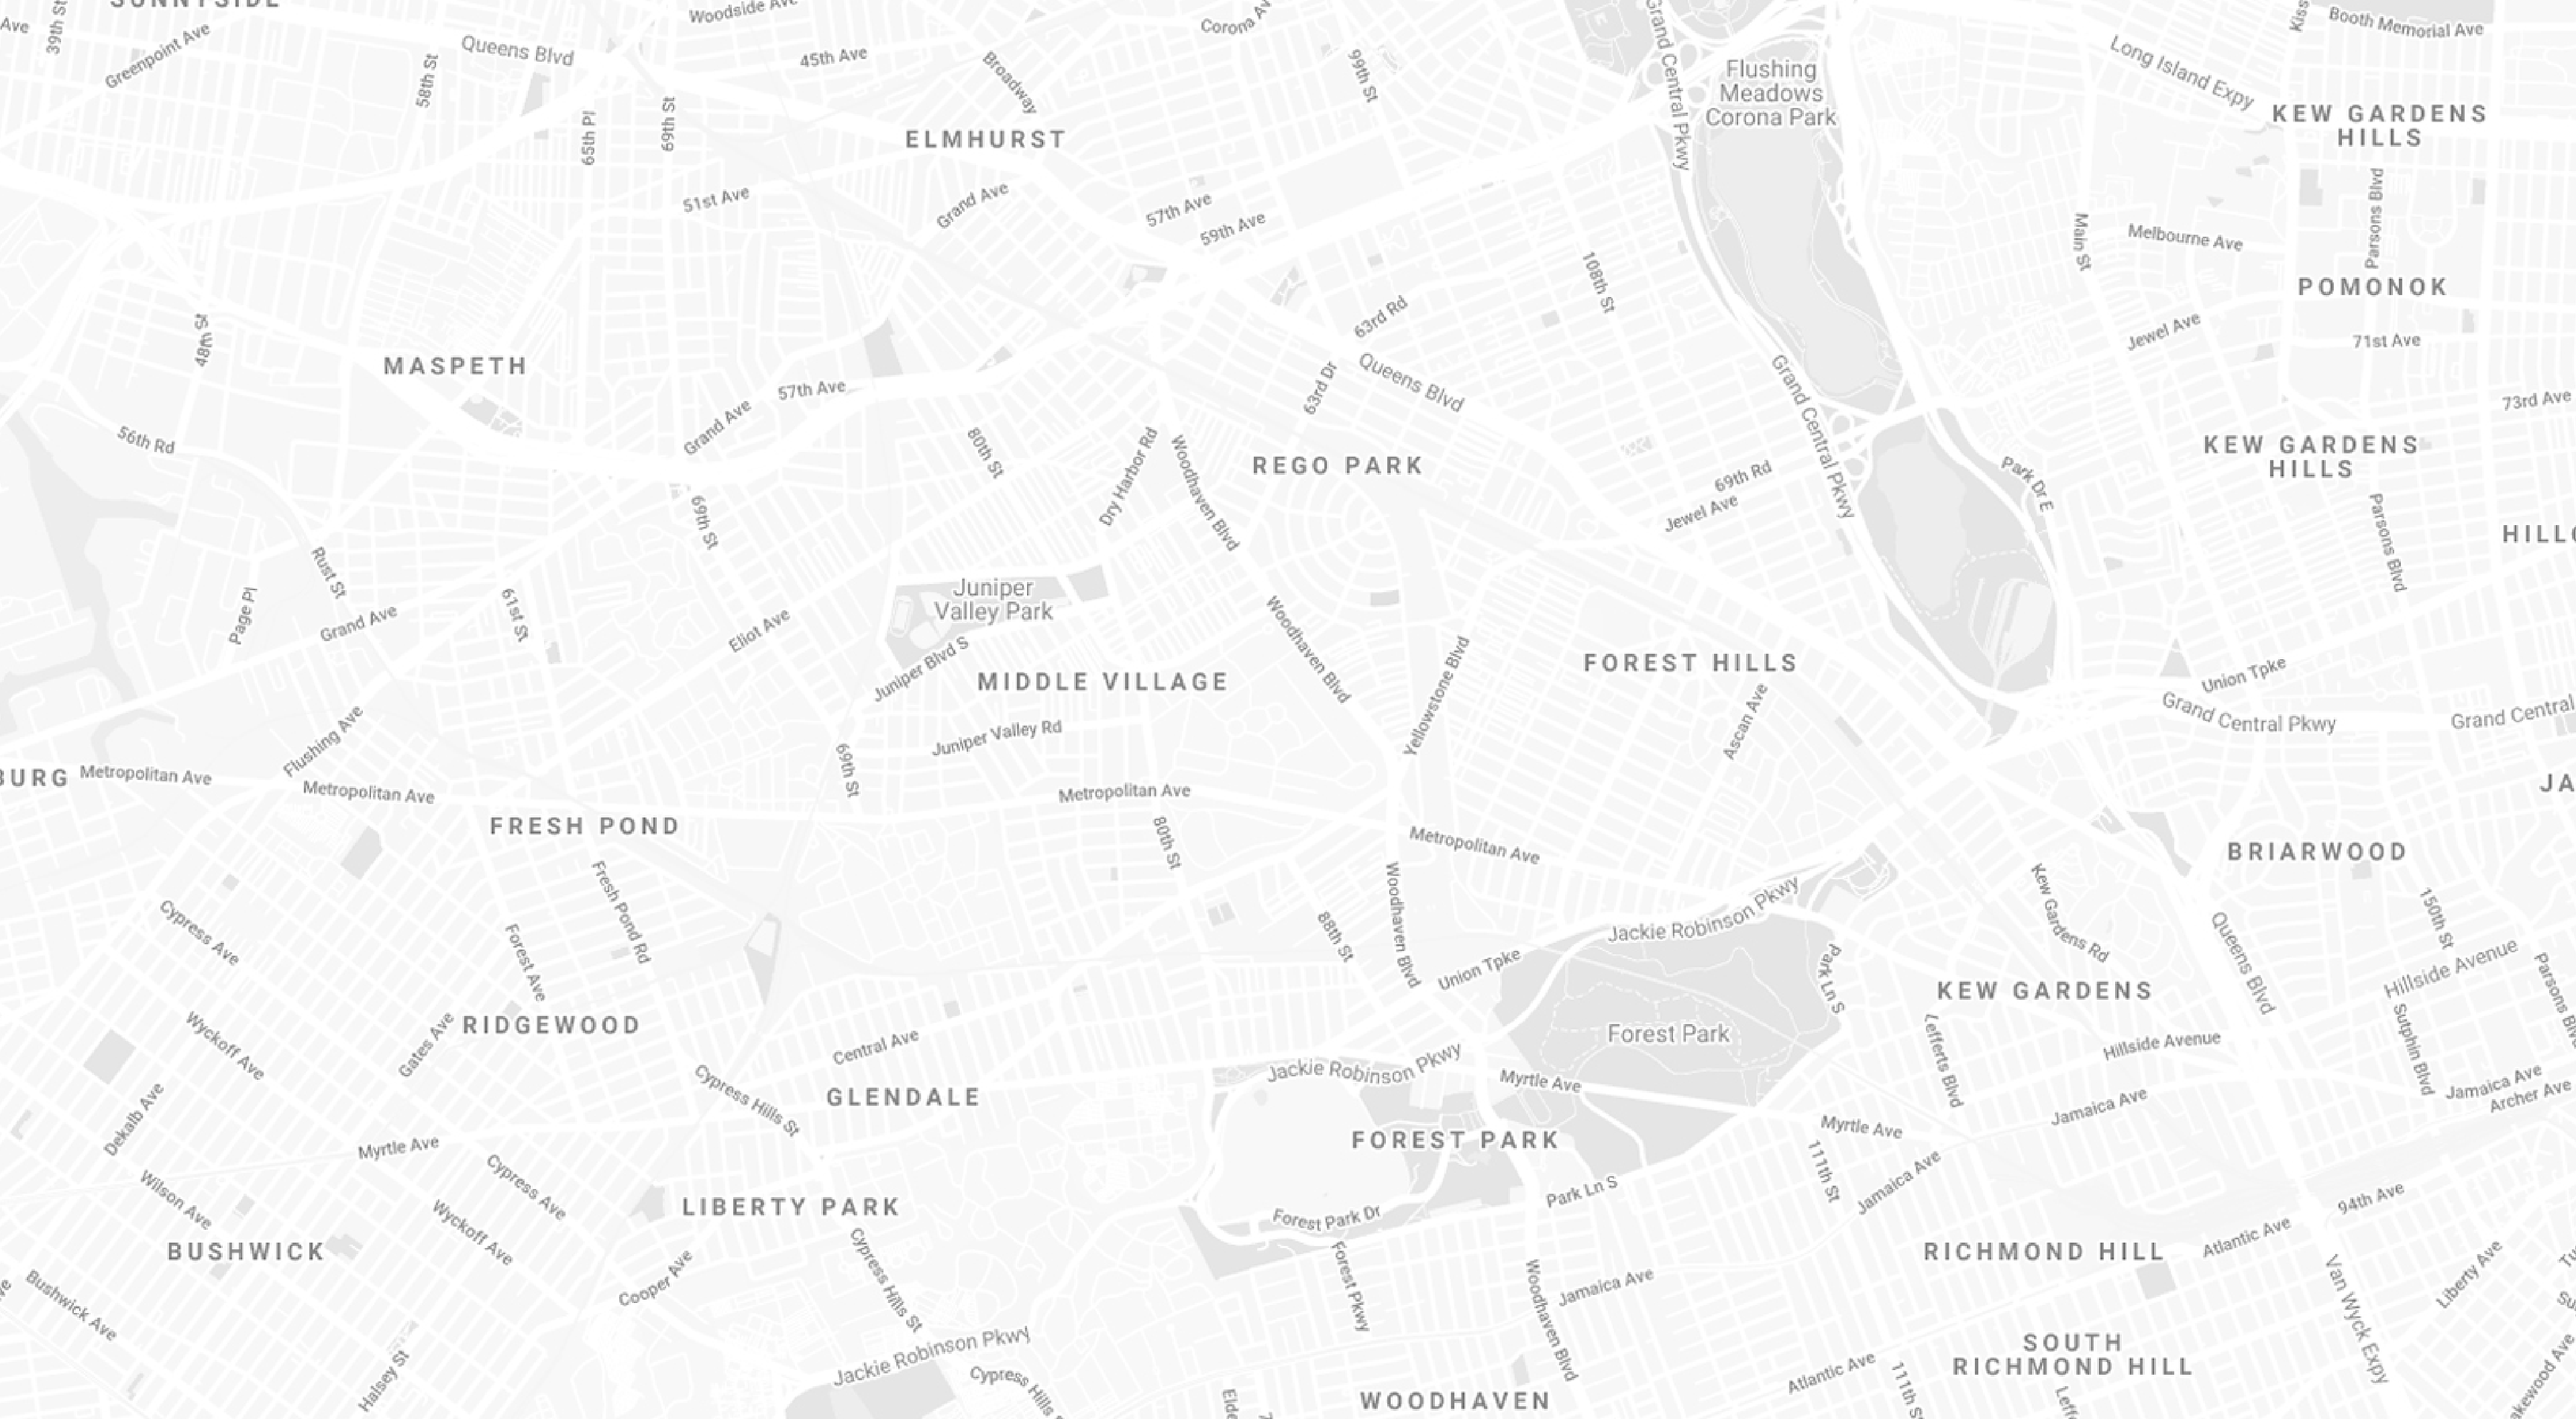 SUNNYSIDE
Woodside Ave
Corona Av
Ave
39th St
Greenpoint Ave
Queens Blvd
58th St
45th Ave
Broadway
99th St
Grand Central Pkwy
Flushing
Meadows
Corona Park
Kiss
Booth Memorial Ave
Long Island Expy
KEW GARDENS
HILLS
65th Pl
69th St
ELMHURST
51st Ave
Grand Ave
57th Ave
59th Ave
108th St
Main St
Melbourne Ave
Parsons Blvd
POMONOK
48th St
63rd Rd
Jewel Ave
71st Ave
MASPETH
57th Ave
63rd Dr
Queens Blvd
Grand Central Pkwy
73rd Ave
56th Rd
Grand Ave
80th St
Dry Harbor Rd
Woodhaven Blvd
REGO PARK
69th Rd
Jewel Ave
Park Dr E
KEW GARDENS
HILLS
69th St
Parsons Blvd
HILLC
Rust St
Page Pl
Grand Ave
61st St
Eliot Ave
Juniper
Valley Park
Juniper Blvd S
MIDDLE VILLAGE
Woodhaven Blvd
Yellowstone Blvd
FOREST HILLS
Ascan Ave
Union Tpke
Grand Central Pkwy
Grand Central
Flushing Ave
Juniper Valley Rd
69th St
BURG
Metropolitan Ave
Metropolitan Ave
Metropolitan Ave
JA
FRESH POND
80th St
Metropolitan Ave
BRIARWOOD
Fresh Pond Rd
Cypress Ave
Forest Ave
88th St
Woodhaven Blvd
Union Tpke
Jackie Robinson Pkwy
Park Ln S
Kew Gardens Rd
Queens Blvd
150th St
Hillside Avenue
Parsons Blv
KEW GARDENS
Wyckoff Ave
Gates Ave
RIDGEWOOD
Central Ave
Forest Park
Lefferts Blvd
Hillside Avenue
Sutphin Blvd
Jackie Robinson Pkwy
Myrtle Ave
Cypress Hills St
GLENDALE
Jamaica Ave
Jamaica Ave
Archer Ave
Dekalb Ave
Myrtle Ave
FOREST PARK
Myrtle Ave
111th St
Jamaica Ave
Wilson Ave
Cypress Ave
Wyckoff Ave
LIBERTY PARK
Forest Park Dr
Park Ln S
94th Ave
BUSHWICK
Cooper Ave
Cypress Hills St
Forest Pkwy
Woodhaven Blvd
Jamaica Ave
RICHMOND HILL
Atlantic Ave
Van Wyck Expy
Liberty Ave
Bushwick Ave
Halsey St
Jackie Robinson Pkwy
Cypress Hills
Elde
WOODHAVEN
Atlantic Ave
111th S
SOUTH
RICHMOND HILL
Leff
kewood Ave